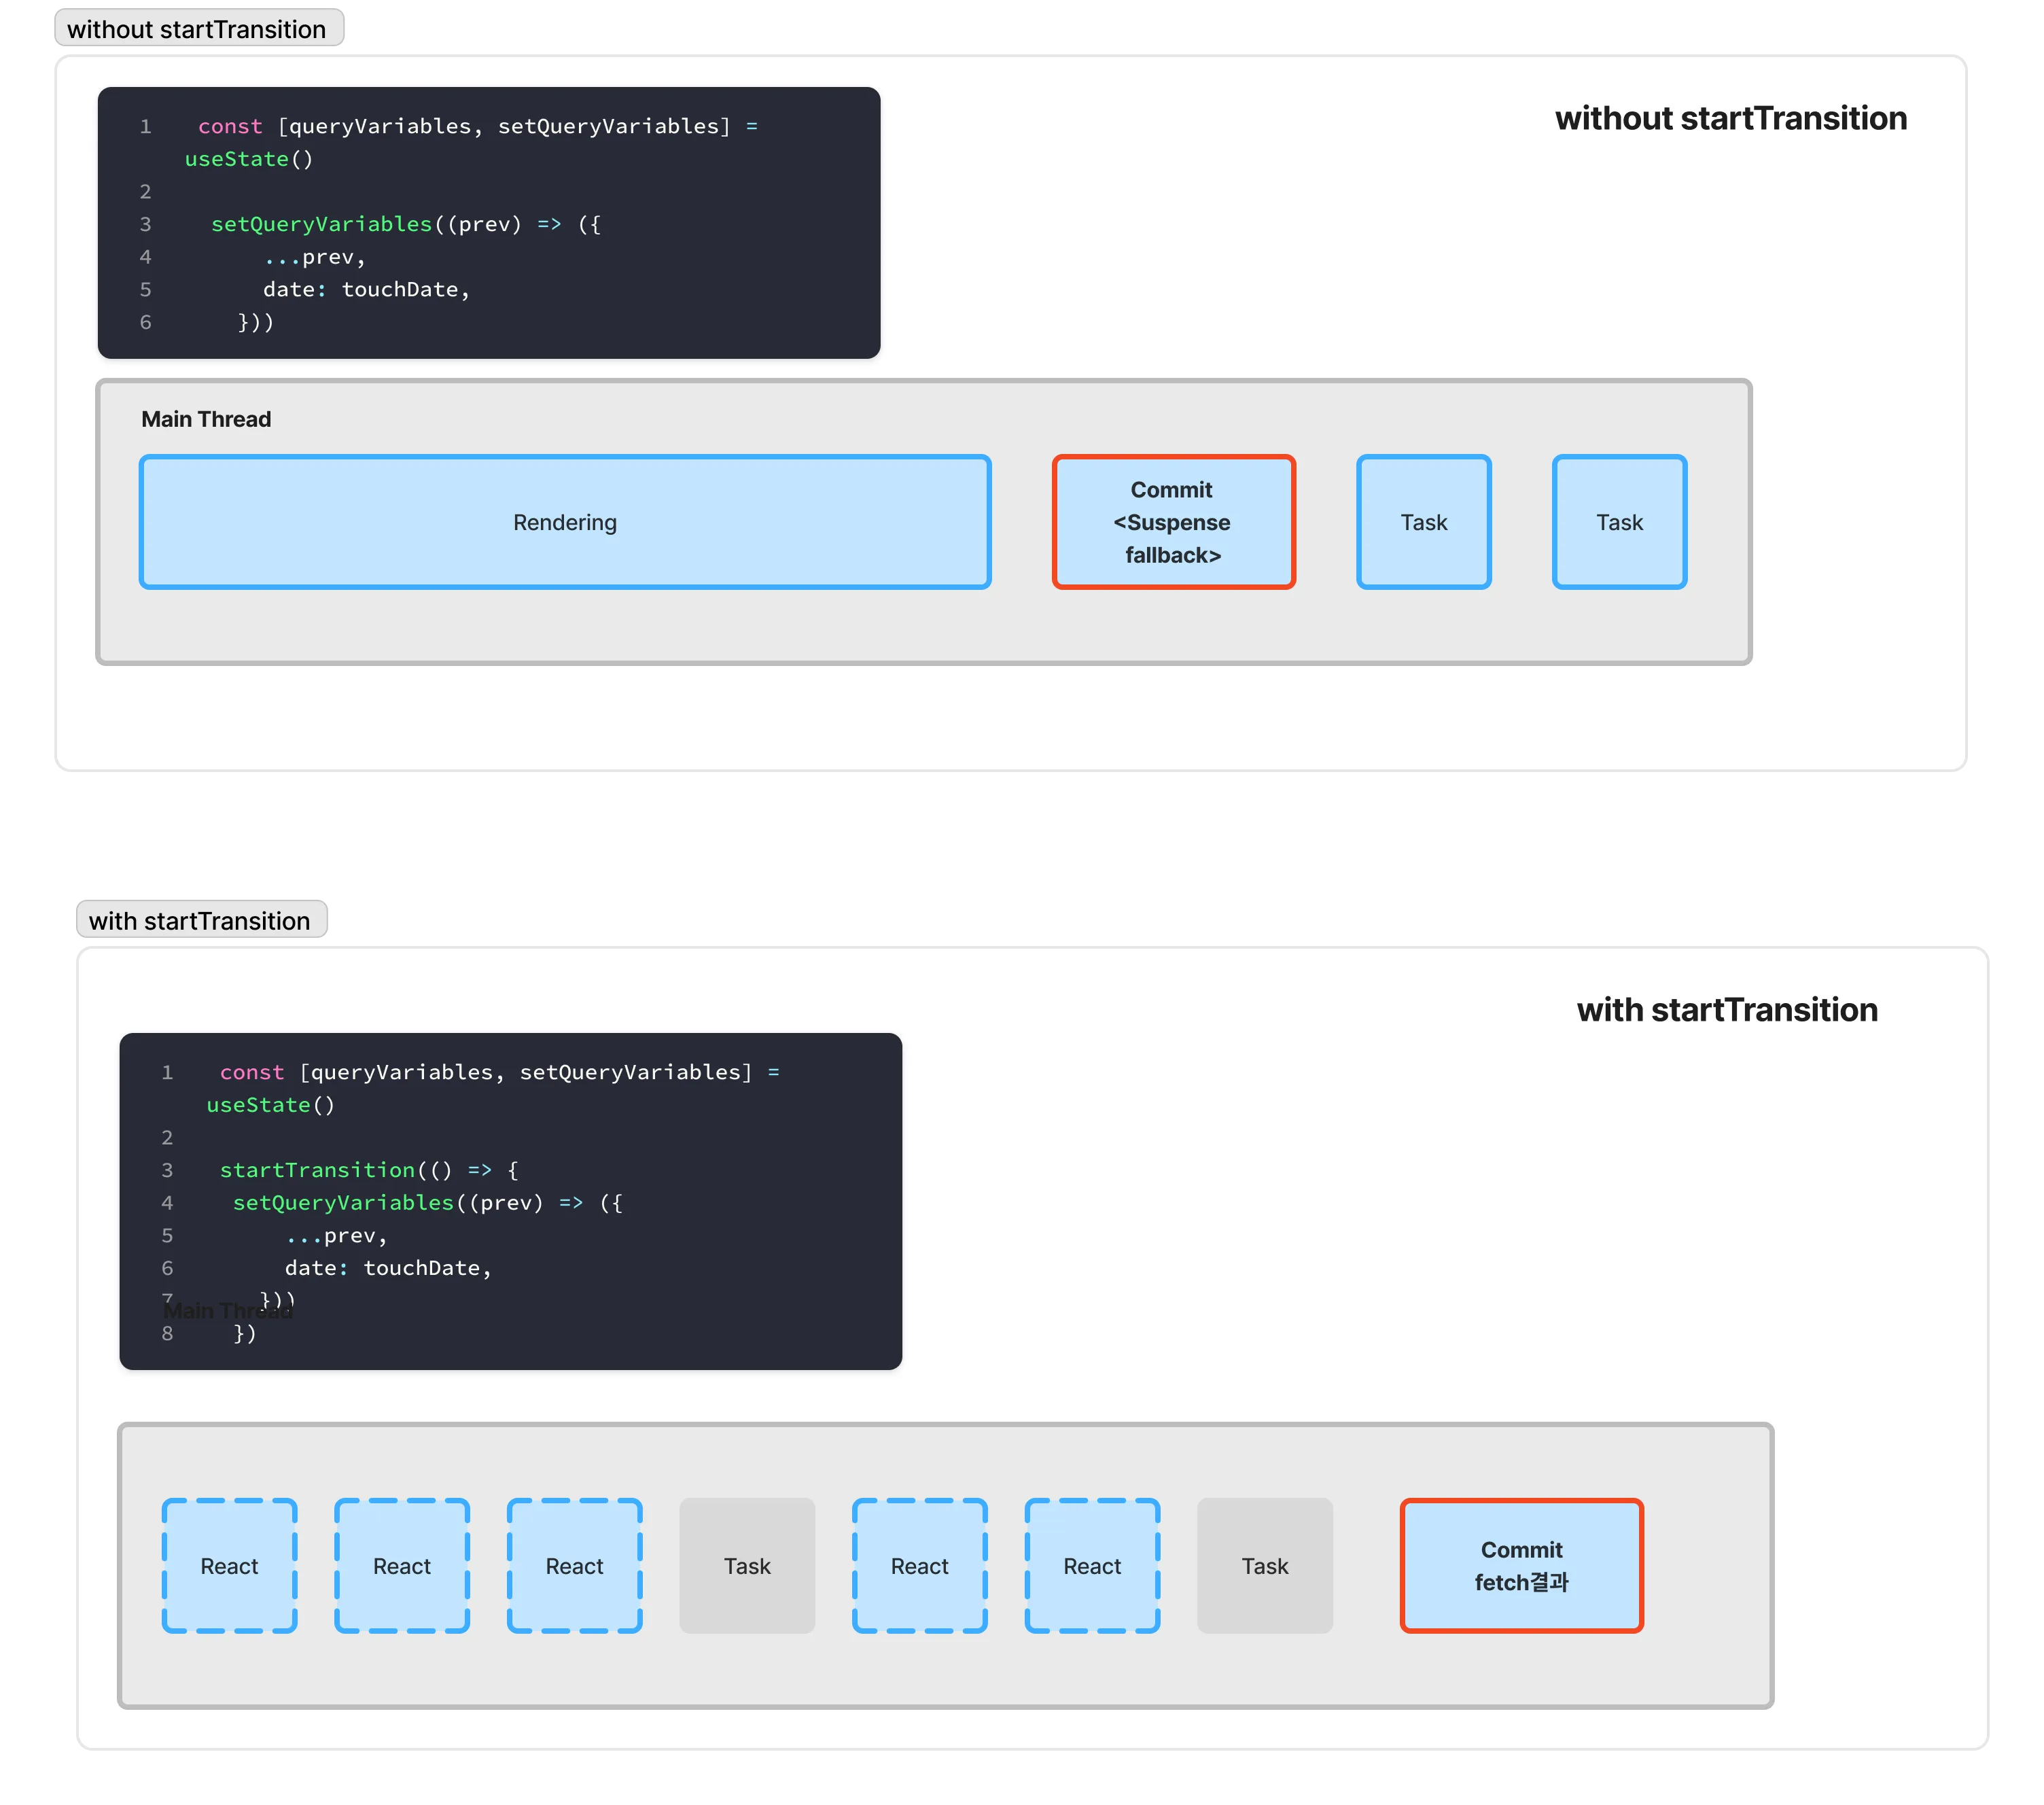 without startTransition
without startTransition
1 const [queryVariables, setQueryVariables] =
useState()
2
3 setQueryVariables((prev) => ({
4 ...prev,
5 date: touchDate,
6 }))
Main Thread
Rendering
Commit
<Suspense
fallback>
Task
Task
with startTransition
with startTransition
1 const [queryVariables, setQueryVariables] =
useState()
2
3 startTransition(() => {
4 setQueryVariables((prev) => ({
5 ...prev,
6 date: touchDate,
7 }))
Main Thread
8 })
React
React
React
Task
React
React
Task
Commit
fetch결과